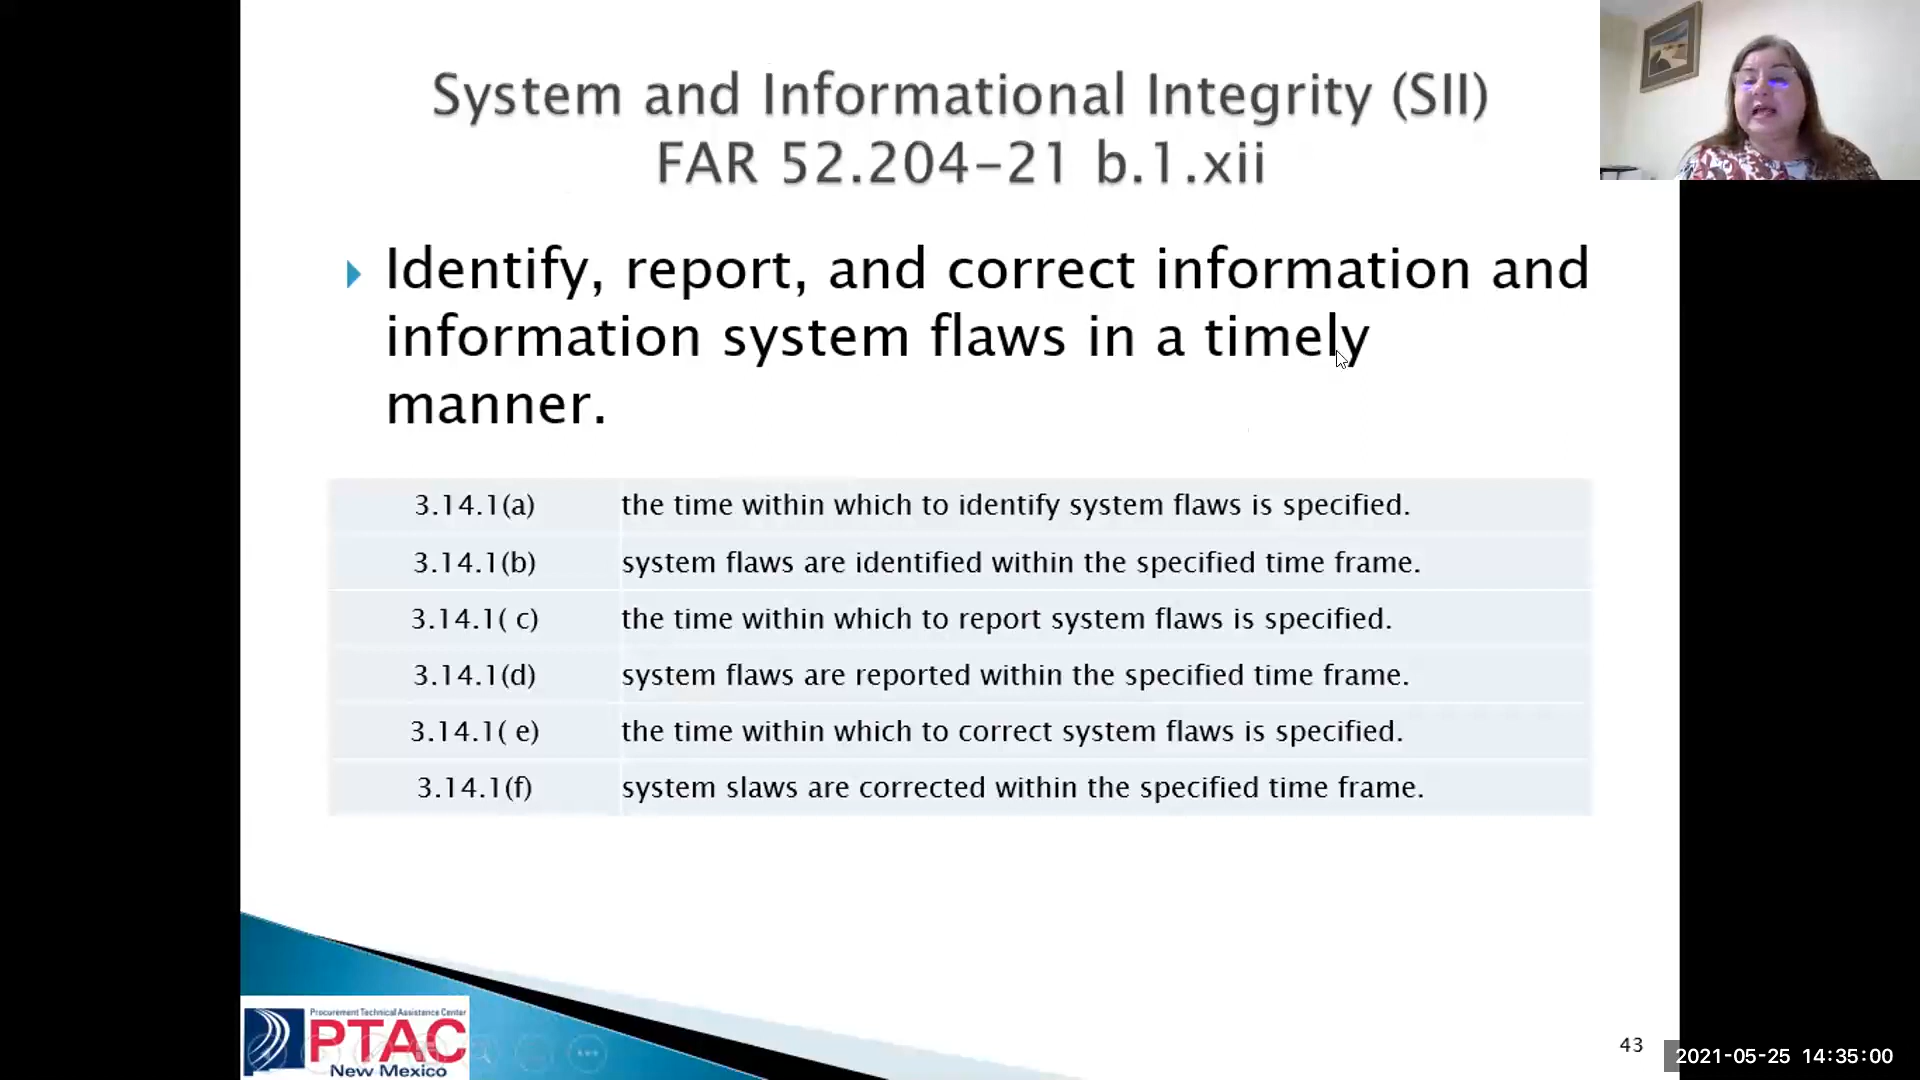 System and Informational Integrity (SII)
FAR 52.204-21 b.1.xii
Identify, report, and correct information and
information system flaws in a timely
manner.
3.14.1(a) the time within which to identify system flaws is specified.
3.14.1(b) system flaws are identified within the specified time frame.
3.14.1( c) the time within which to report system flaws is specified.
3.14.1(d) system flaws are reported within the specified time frame.
3.14.1( e) the time within which to correct system flaws is specified.
3.14.1(f) system slaws are corrected within the specified time frame.
Procurement Technical Assistance Center
PTAC
New Mexico
43
2021-05-25 14:35:00